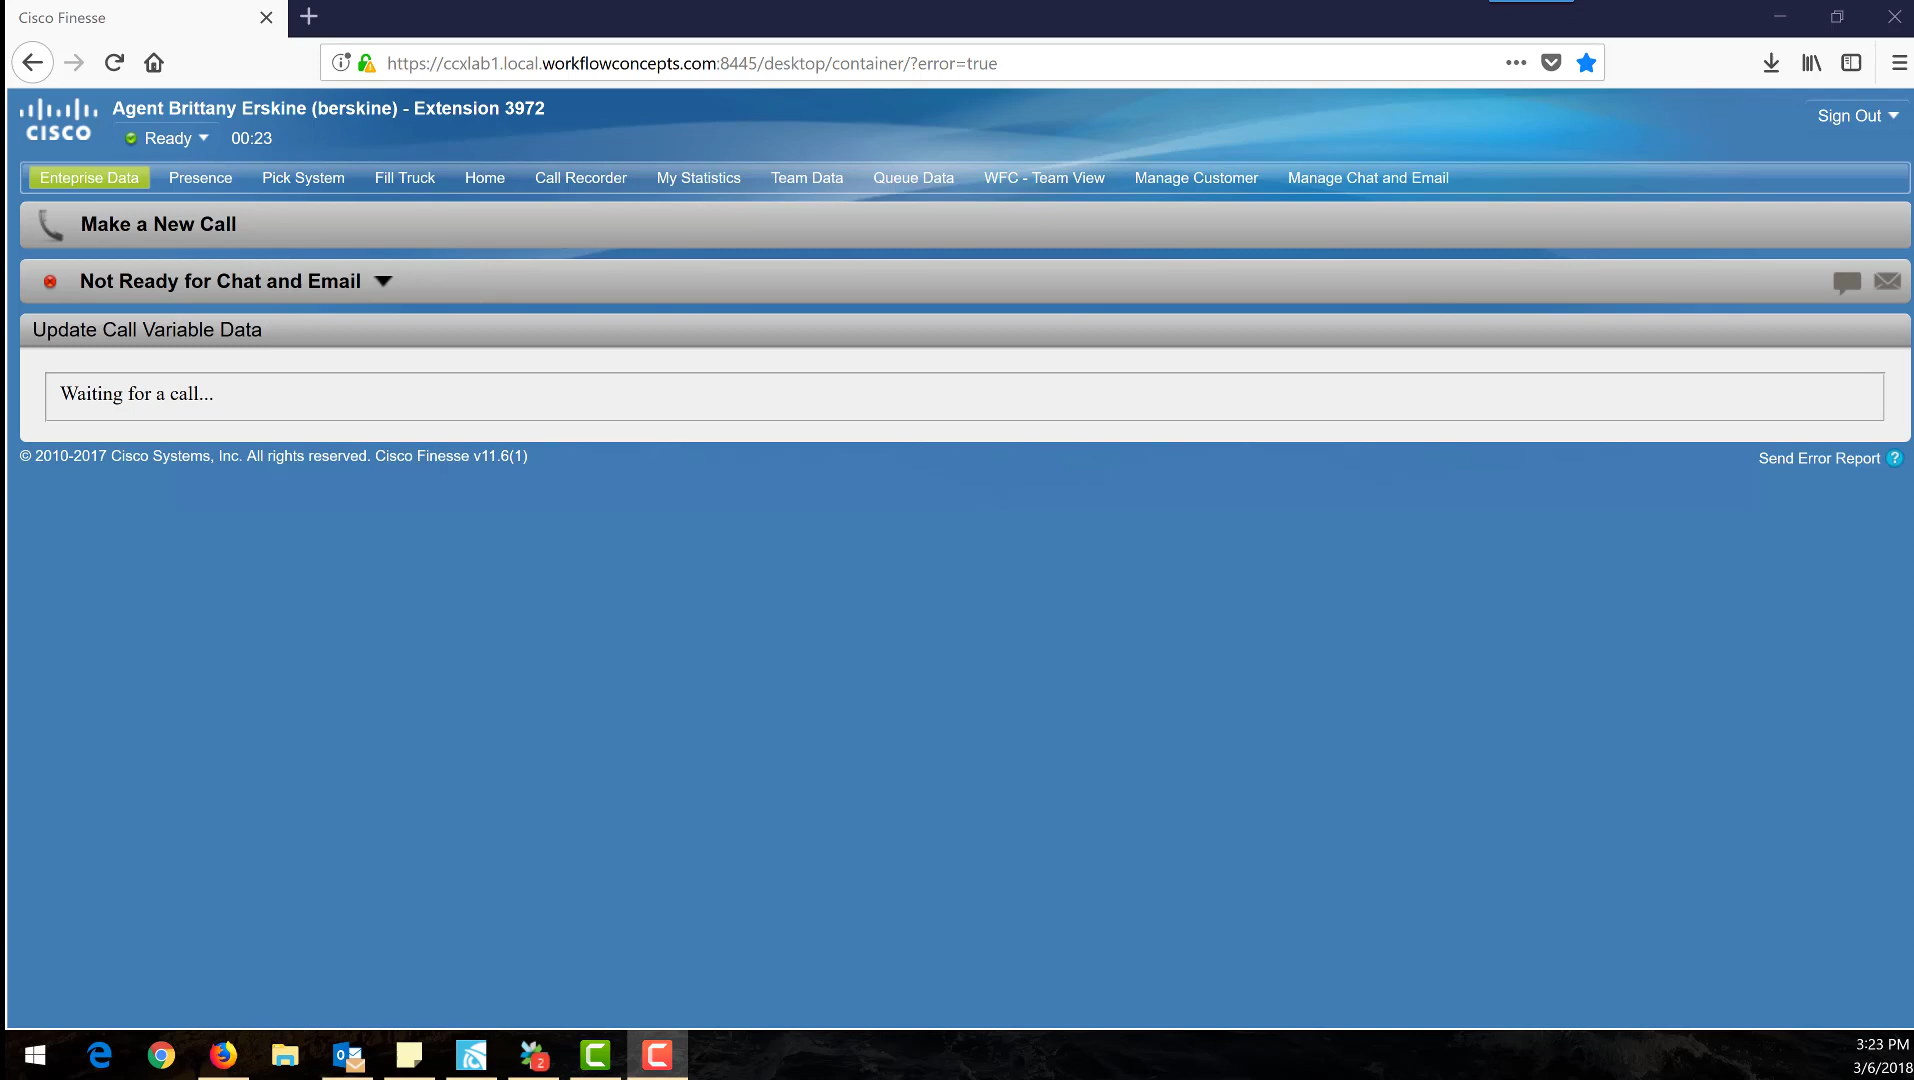 Cisco Finesse
https://ccxlab1.local.workflowconcepts.com:8445/desktop/container/?error=true
CISCO
Agent Brittany Erskine (berskine) - Extension 3972
Sign Out
Ready 00:23
Enteprise Data Presence Pick System Fill Truck Home Call Recorder My Statistics Team Data Queue Data WFC - Team View Manage Customer Manage Chat and Email
Make a New Call
Not Ready for Chat and Email
Update Call Variable Data
Waiting for a call...
© 2010-2017 Cisco Systems, Inc. All rights reserved. Cisco Finesse v11.6(1)
Send Error Report ?
2
3:23 PM
3/6/2018